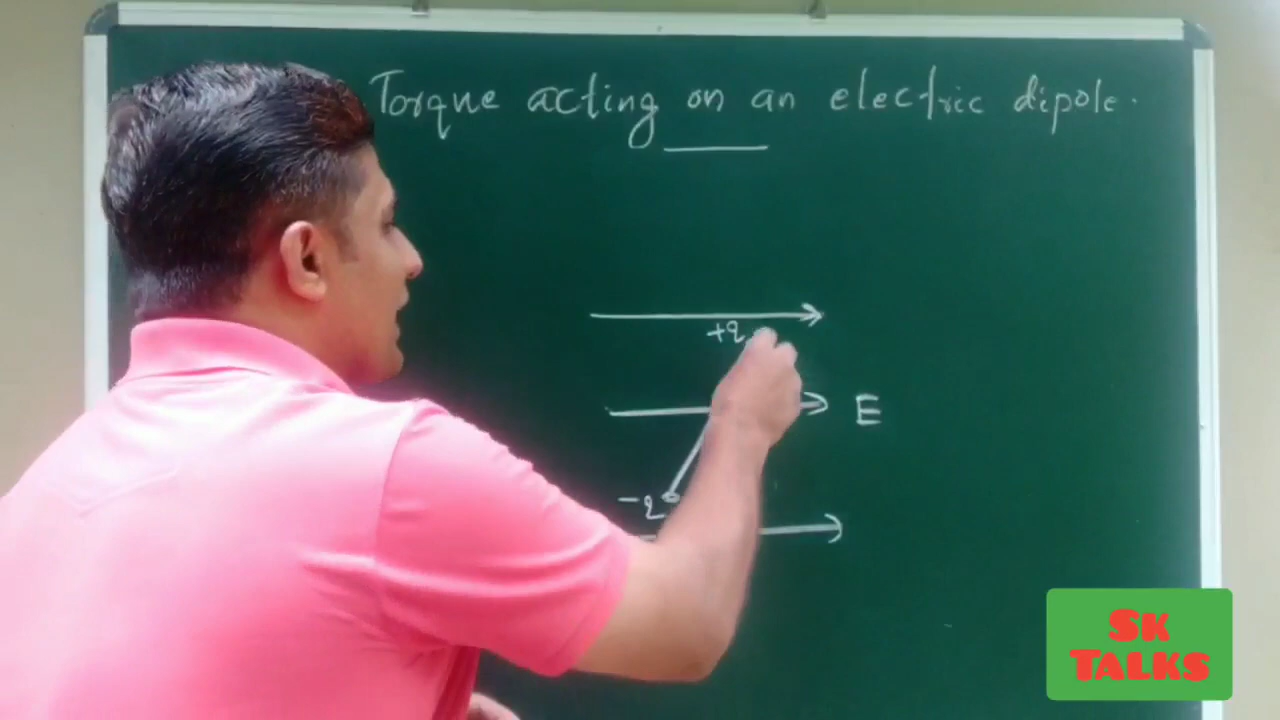 Torque acting on an electric dipole.
+q
E
-q
SK
TALKS